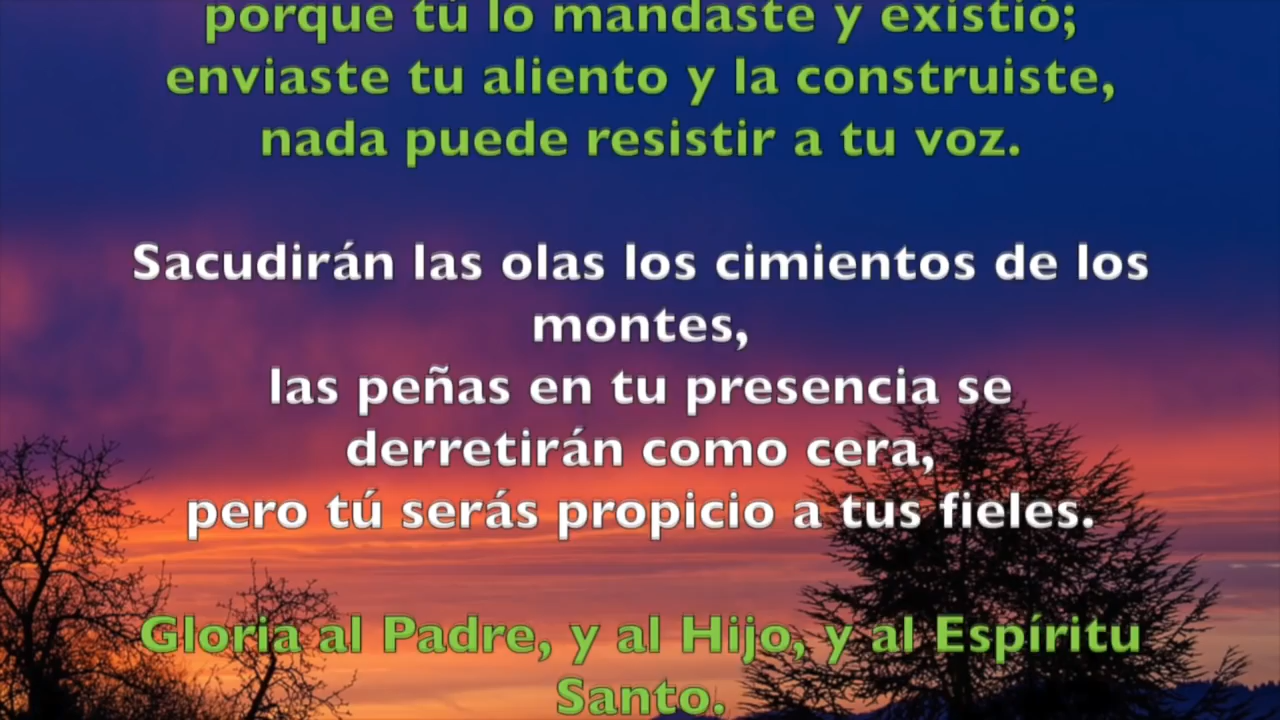 porque tú lo mandaste y existió;
enviaste tu aliento y la construiste,
nada puede resistir a tu voz.
Sacudirán las olas los cimientos de los
montes,
las peñas en tu presencia se
derretirán como cera,
pero tú serás propicio a tus fieles.
Gloria al Padre, y al Hijo, y al Espíritu
Santo.